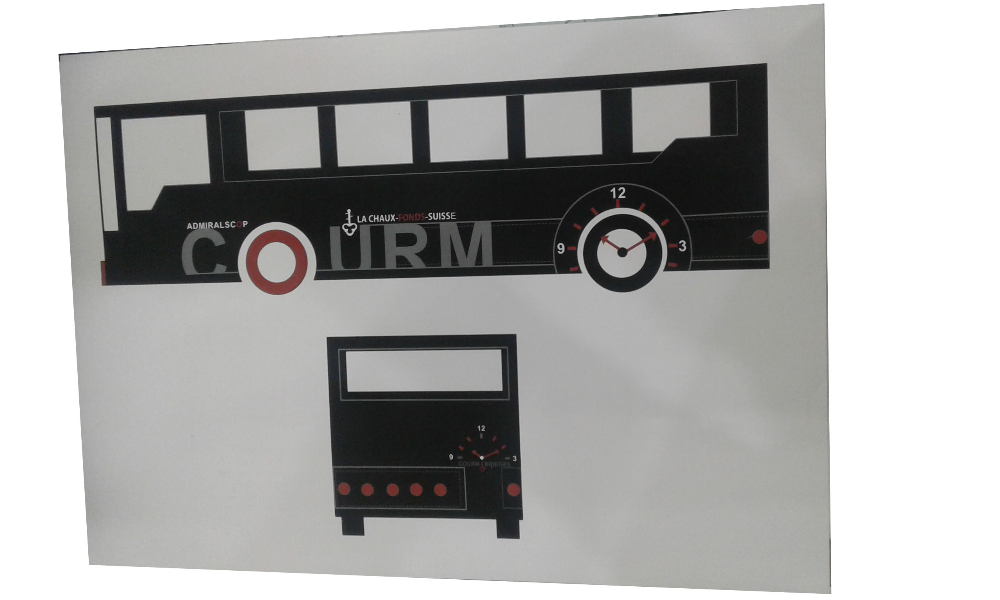 ADMIRALSCOP
LA CHAUX-FONDS-SUISSE
COURM
12
9
3
12
9
3
COURM BRIDGES